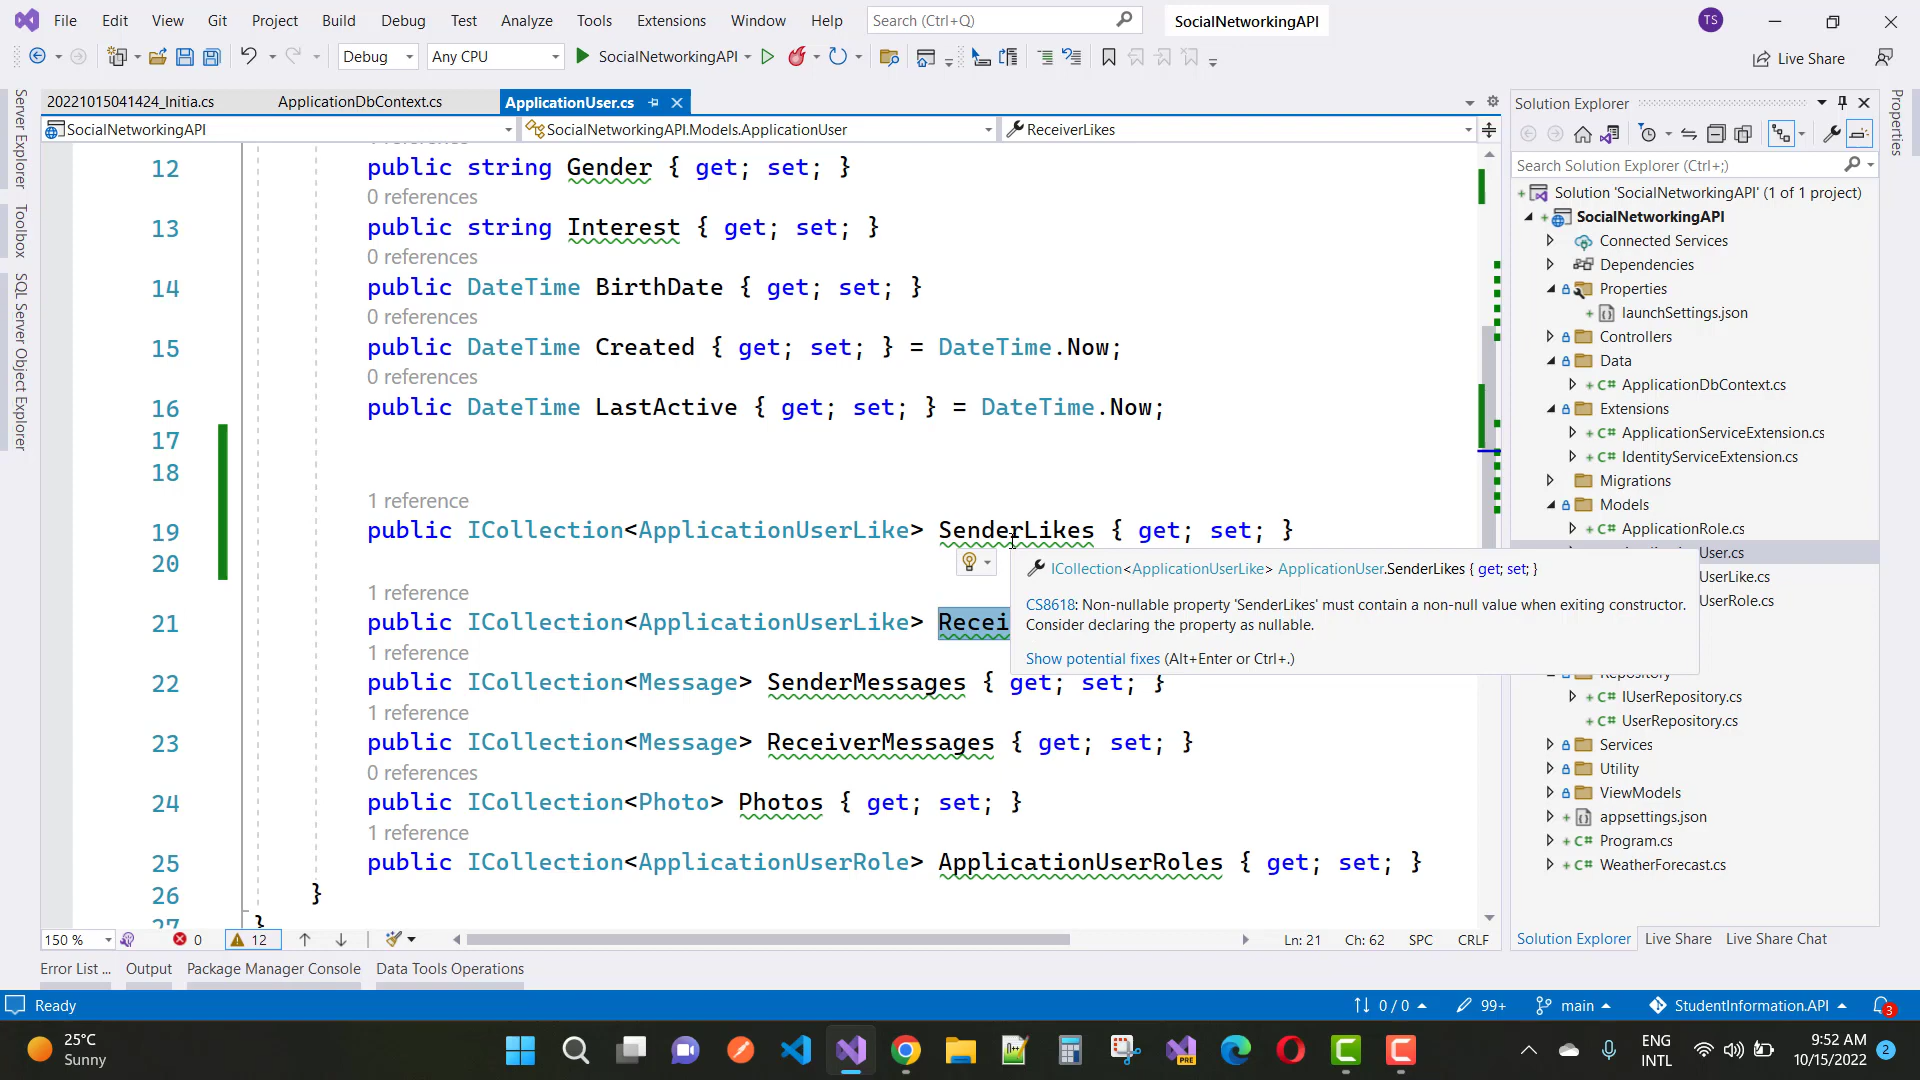 File Edit View Git Project Build Debug Test Analyze Tools Extensions Window Help Search (Ctrl+Q) SocialNetworkingAPI TS
Debug Any CPU SocialNetworkingAPI Live Share
20221015041424_Initia.cs ApplicationDbContext.cs ApplicationUser.cs
SocialNetworkingAPI SocialNetworkingAPI.Models.ApplicationUser ReceiverLikes
Server Explorer
Toolbox
SQL Server Object Explorer
12 public string Gender { get; set; }
0 references
13 public string Interest { get; set; }
0 references
14 public DateTime BirthDate { get; set; }
0 references
15 public DateTime Created { get; set; } = DateTime.Now;
0 references
16 public DateTime LastActive { get; set; } = DateTime.Now;
17
18
1 reference
19 public ICollection<ApplicationUserLike> SenderLikes { get; set; }
20
1 reference
21 public ICollection<ApplicationUserLike> Recei
1 reference
22 public ICollection<Message> SenderMessages { get; set; }
1 reference
23 public ICollection<Message> ReceiverMessages { get; set; }
0 references
24 public ICollection<Photo> Photos { get; set; }
1 reference
25 public ICollection<ApplicationUserRole> ApplicationUserRoles { get; set; }
26 }
27 }
ICollection<ApplicationUserLike> ApplicationUser.SenderLikes { get; set; }
CS8618: Non-nullable property 'SenderLikes' must contain a non-null value when exiting constructor.
Consider declaring the property as nullable.
Show potential fixes (Alt+Enter or Ctrl+.)
150 % 0 12 Ln: 21 Ch: 62 SPC CRLF
Error List ... Output Package Manager Console Data Tools Operations
Solution Explorer
Search Solution Explorer (Ctrl+;)
Solution 'SocialNetworkingAPI' (1 of 1 project)
SocialNetworkingAPI
Connected Services
Dependencies
Properties
launchSettings.json
Controllers
Data
C# ApplicationDbContext.cs
Extensions
C# ApplicationServiceExtension.cs
C# IdentityServiceExtension.cs
Migrations
Models
C# ApplicationRole.cs
User.cs
UserLike.cs
UserRole.cs
Repository
C# IUserRepository.cs
C# UserRepository.cs
Services
Utility
ViewModels
appsettings.json
C# Program.cs
C# WeatherForecast.cs
Solution Explorer Live Share Live Share Chat
Properties
Ready 0 / 0 99+ main StudentInformation.API 3
25°C
Sunny
PRE
ENG
INTL
9:52 AM
10/15/2022
2